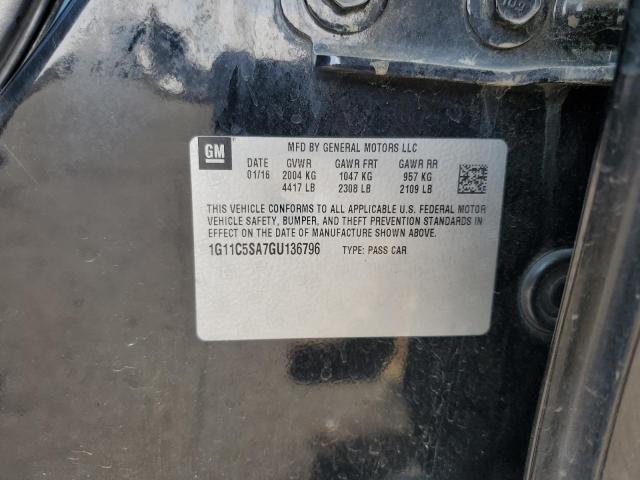 GM
MFD BY GENERAL MOTORS LLC
DATE GVWR GAWR FRT GAWR RR
01/16 2004 KG 1047 KG 957 KG
4417 LB 2308 LB 2109 LB
THIS VEHICLE CONFORMS TO ALL APPLICABLE U.S. FEDERAL MOTOR
VEHICLE SAFETY, BUMPER, AND THEFT PREVENTION STANDARDS
IN EFFECT ON THE DATE OF MANUFACTURE SHOWN ABOVE.
1G11C5SA7GU136796 TYPE: PASS CAR